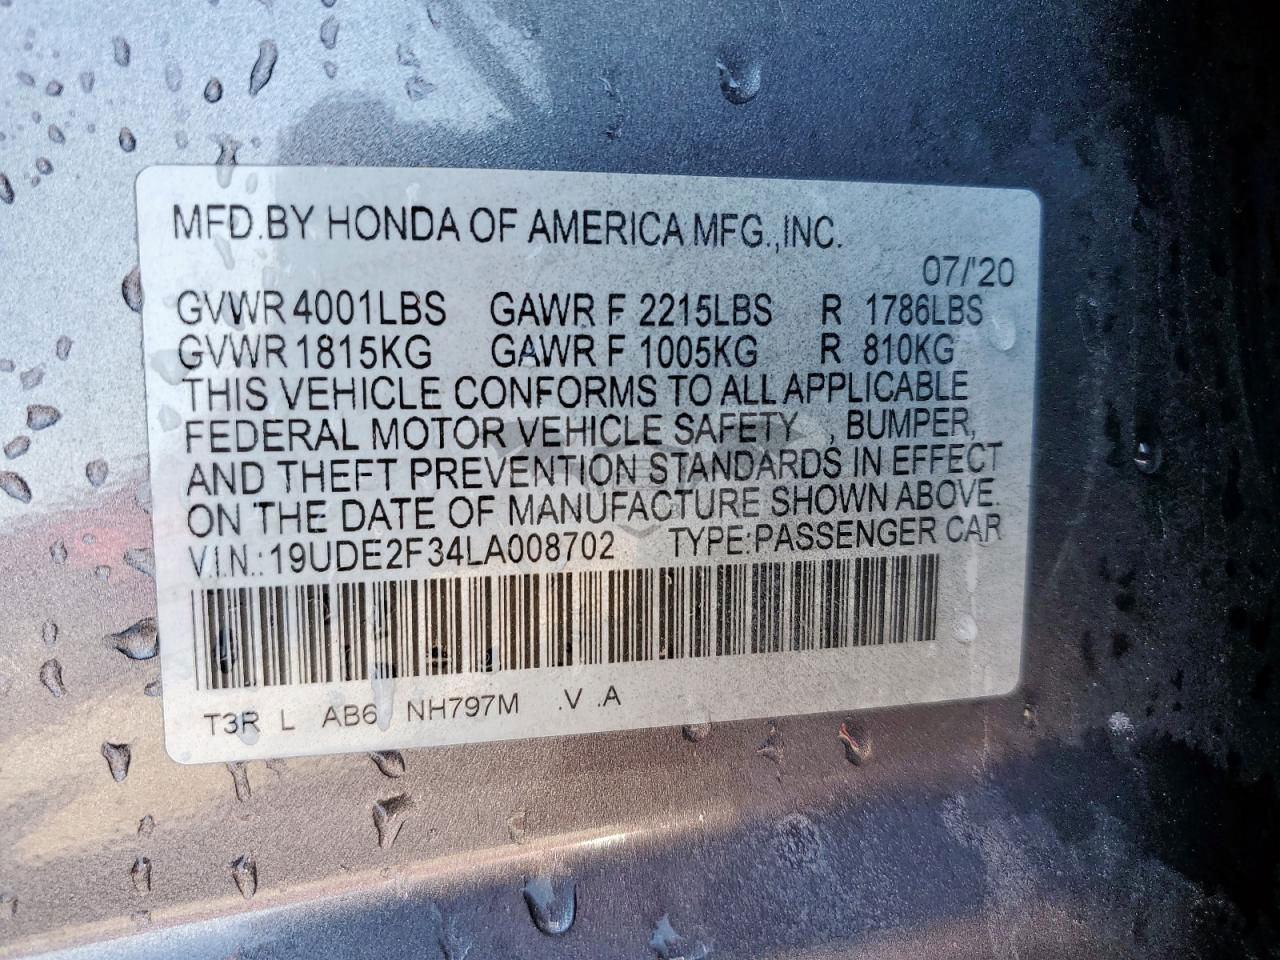 MFD.BY HONDA OF AMERICA MFG.,INC.
07/'20
GVWR 4001LBS GAWR F 2215LBS R 1786LBS
GVWR 1815KG GAWR F 1005KG R 810KG
THIS VEHICLE CONFORMS TO ALL APPLICABLE
FEDERAL MOTOR VEHICLE SAFETY , BUMPER,
AND THEFT PREVENTION STANDARDS IN EFFECT
ON THE DATE OF MANUFACTURE SHOWN ABOVE.
V.I.N.: 19UDE2F34LA008702 TYPE:PASSENGER CAR
T3R L AB6 NH797M .V .A